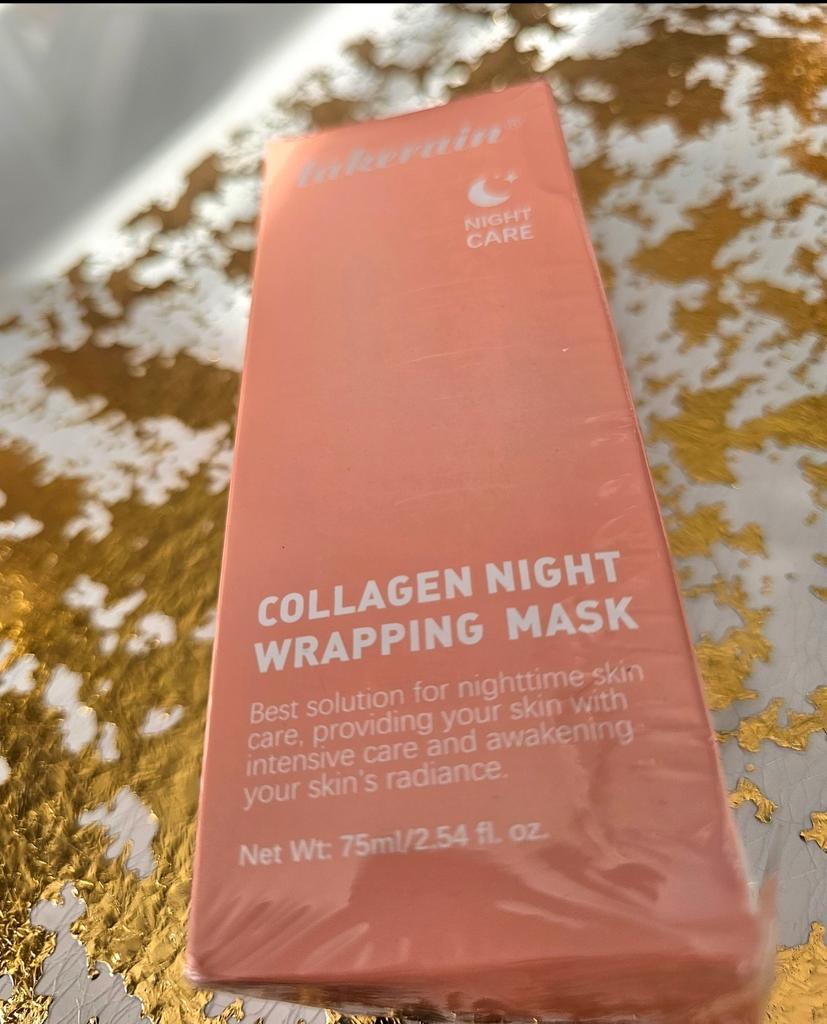 lakerain®
NIGHT
CARE
COLLAGEN NIGHT
WRAPPING MASK
Best solution for nighttime skin
care, providing your skin with
intensive care and awakening
your skin's radiance.
Net Wt: 75ml/2.54 fl. oz.